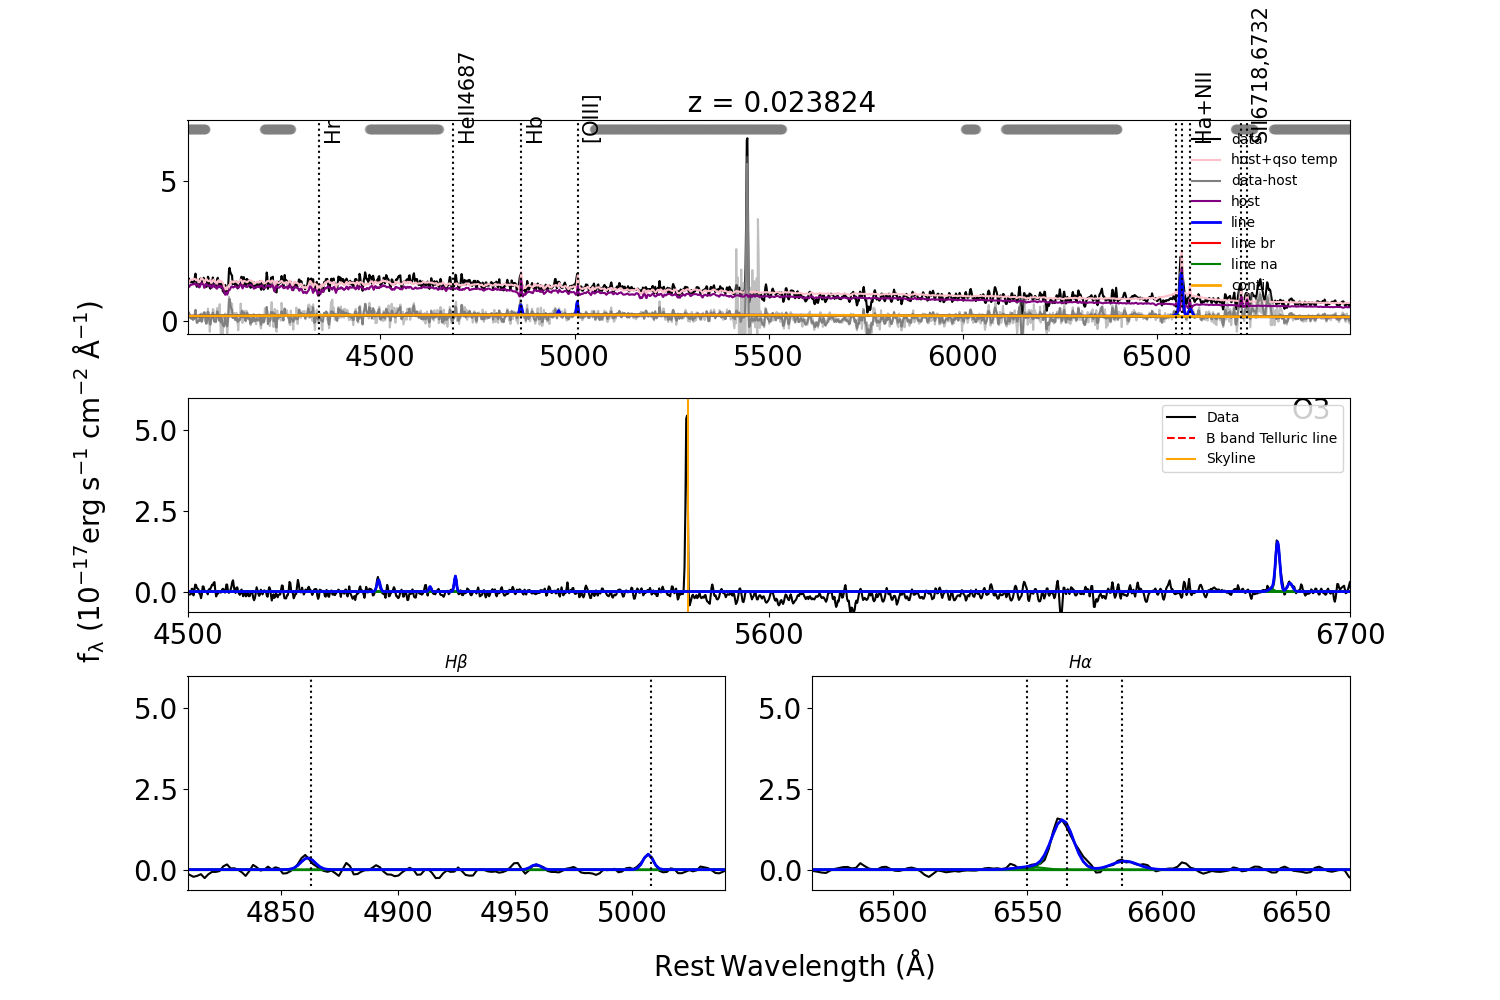 z = 0.023824
Hr
HeII4687
Hb
[OIII]
Ha+NII
SII6718,6732
data
host+qso temp
data-host
host
line
line br
line na
conti
5
0
4500
5000
5500
6000
6500
fλ (10⁻¹⁷erg s⁻¹ cm⁻² Å⁻¹)
O3
Data
B band Telluric line
Skyline
5.0
2.5
0.0
4500
5600
6700
Hβ
5.0
2.5
0.0
4850
4900
4950
5000
Hα
5.0
2.5
0.0
6500
6550
6600
6650
Rest Wavelength (Å)